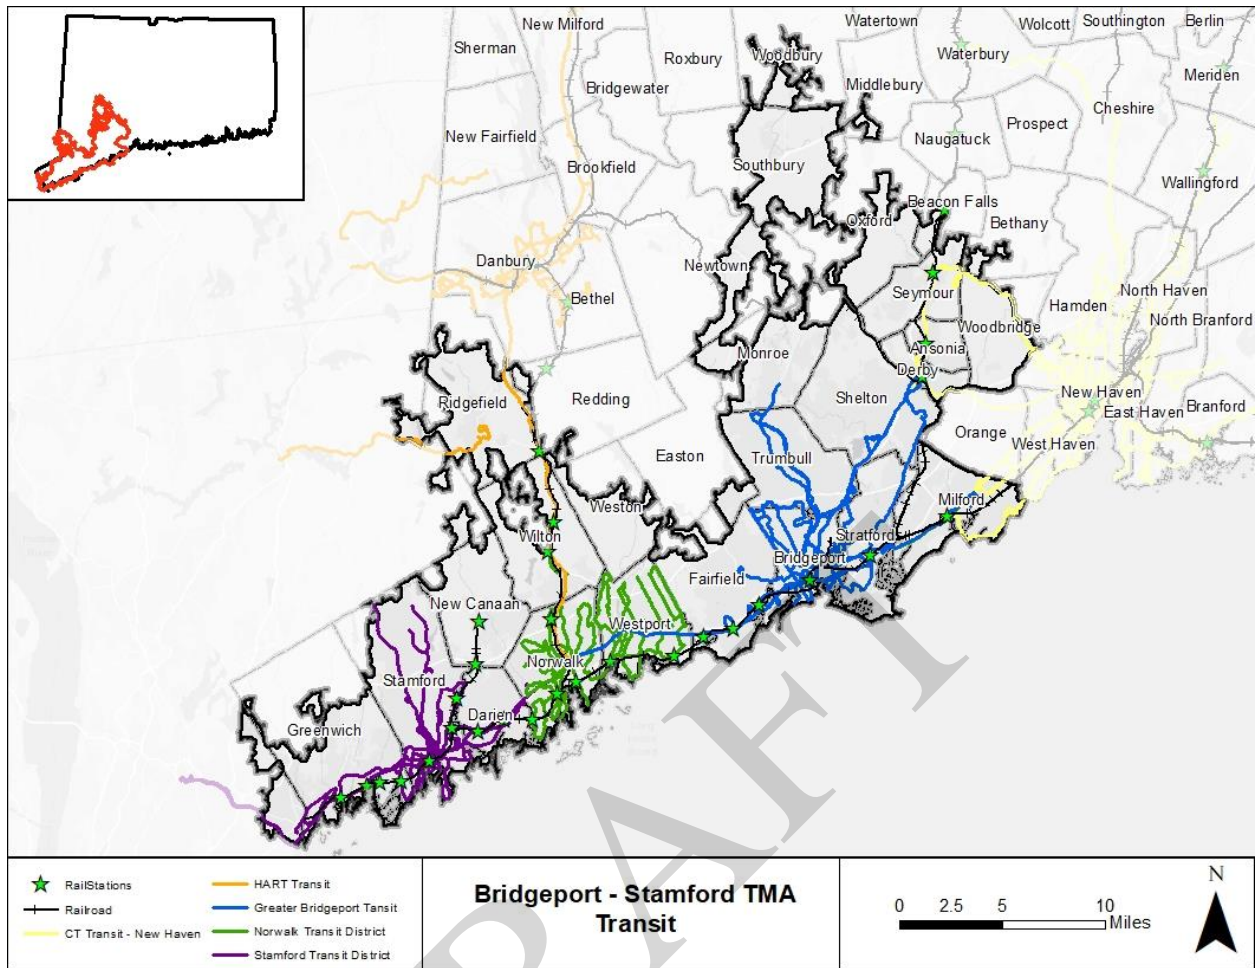 New Milford
Watertown
Wolcott
Southington
Berlin
Sherman
Roxbury
Woodbury
Waterbury
Meriden
Bridgewater
Middlebury
Cheshire
New Fairfield
Prospect
Naugatuck
Brookfield
Southbury
Wallingford
Beacon Falls
Oxford
Bethany
Danbury
Newtown
Bethel
Seymour
Hamden
North Haven
North Branford
Woodbridge
Ansonia
Monroe
Derby
Ridgefield
Redding
Shelton
New Haven
East Haven
Branford
Orange
West Haven
Easton
Trumbull
Weston
Milford
Wilton
Stratford
Bridgeport
Fairfield
New Canaan
Westport
Norwalk
Stamford
Darien
Greenwich
DRAFT
RailStations
Railroad
CT Transit - New Haven
HART Transit
Greater Bridgeport Tansit
Norwalk Transit District
Stamford Transit District
Bridgeport - Stamford TMA
Transit
0 2.5 5 10
Miles
N